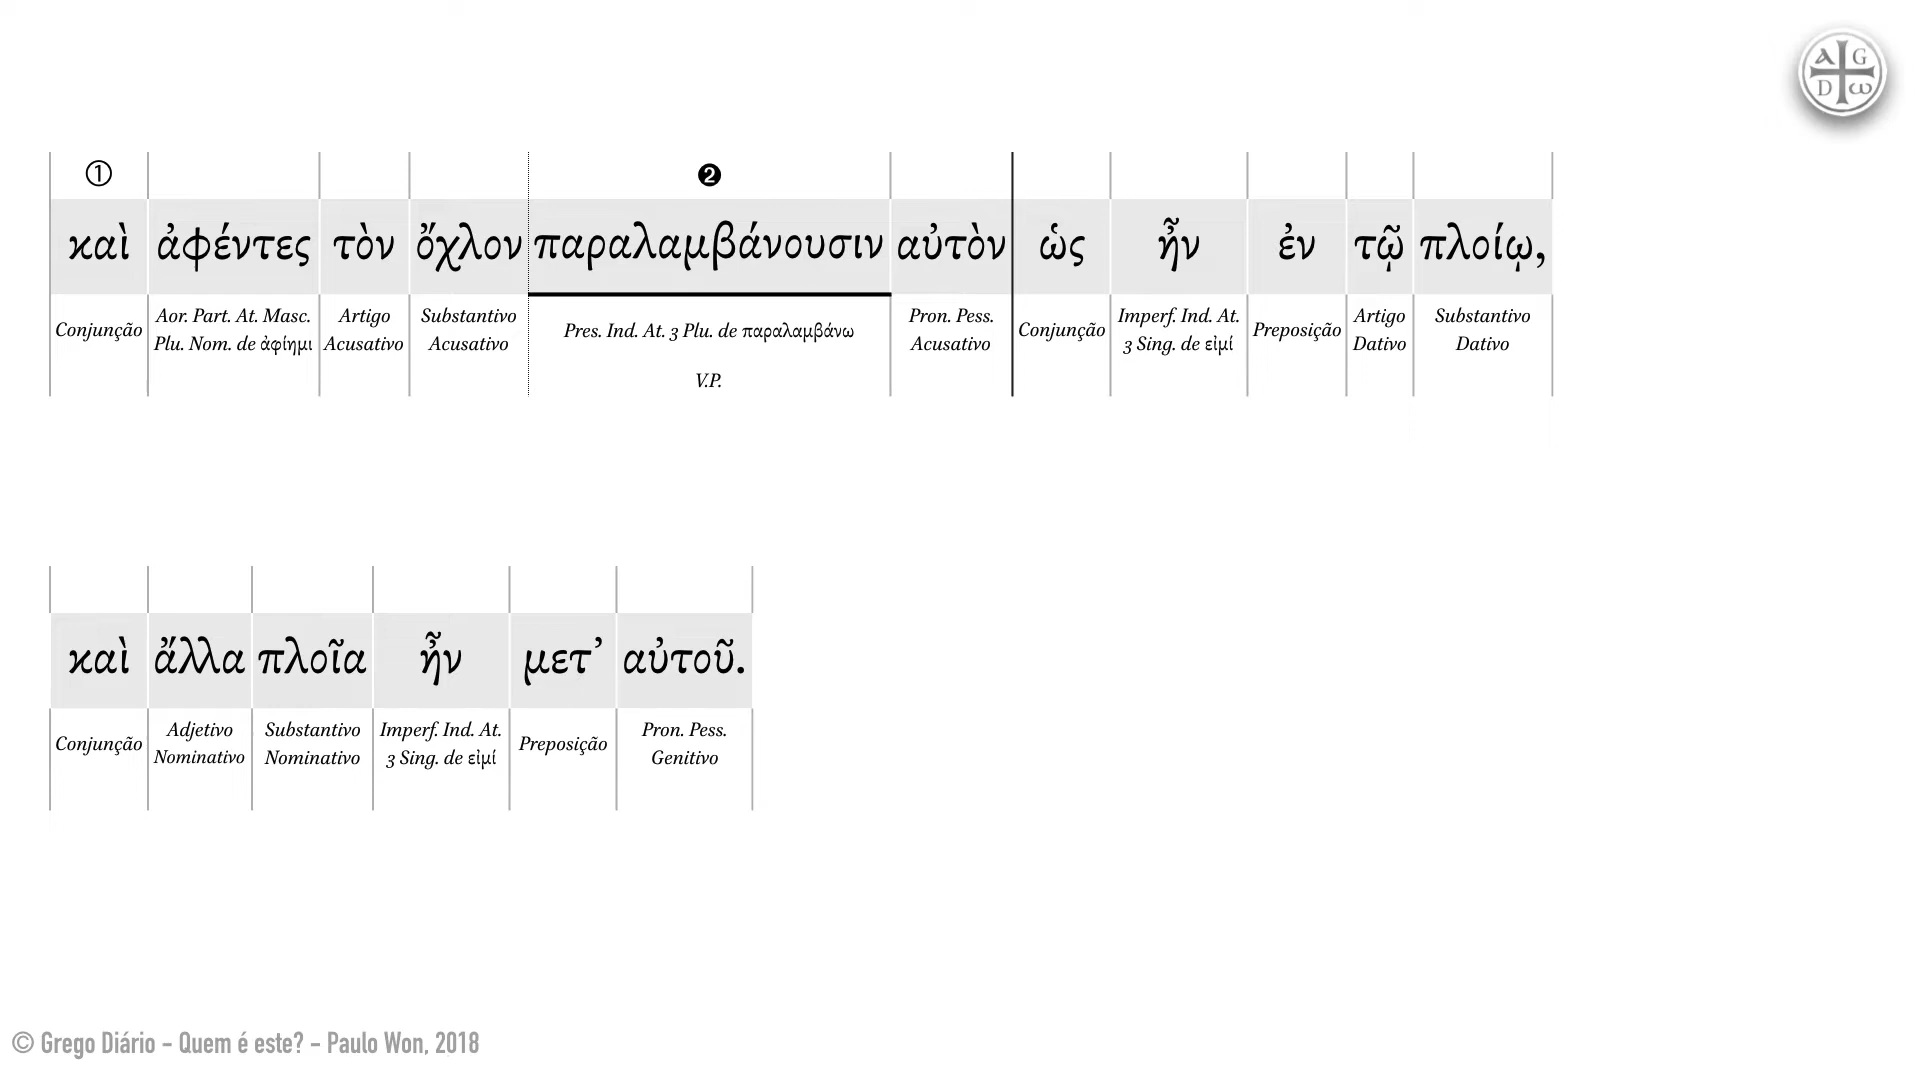 A G
D ω
① ❷
καὶ ἀφέντες τὸν ὄχλον παραλαμβάνουσιν αὐτὸν ὡς ἦν ἐν τῷ πλοίῳ,
Conjunção Aor. Part. At. Masc. Plu. Nom. de ἀφίημι Artigo Acusativo Substantivo Acusativo Pres. Ind. At. 3 Plu. de παραλαμβάνω Pron. Pess. Acusativo Conjunção Imperf. Ind. At. 3 Sing. de εἰμί Preposição Artigo Dativo Substantivo Dativo
V.P.
καὶ ἄλλα πλοῖα ἦν μετ’ αὐτοῦ.
Conjunção Adjetivo Nominativo Substantivo Nominativo Imperf. Ind. At. 3 Sing. de εἰμί Preposição Pron. Pess. Genitivo
© Grego Diário - Quem é este? - Paulo Won, 2018